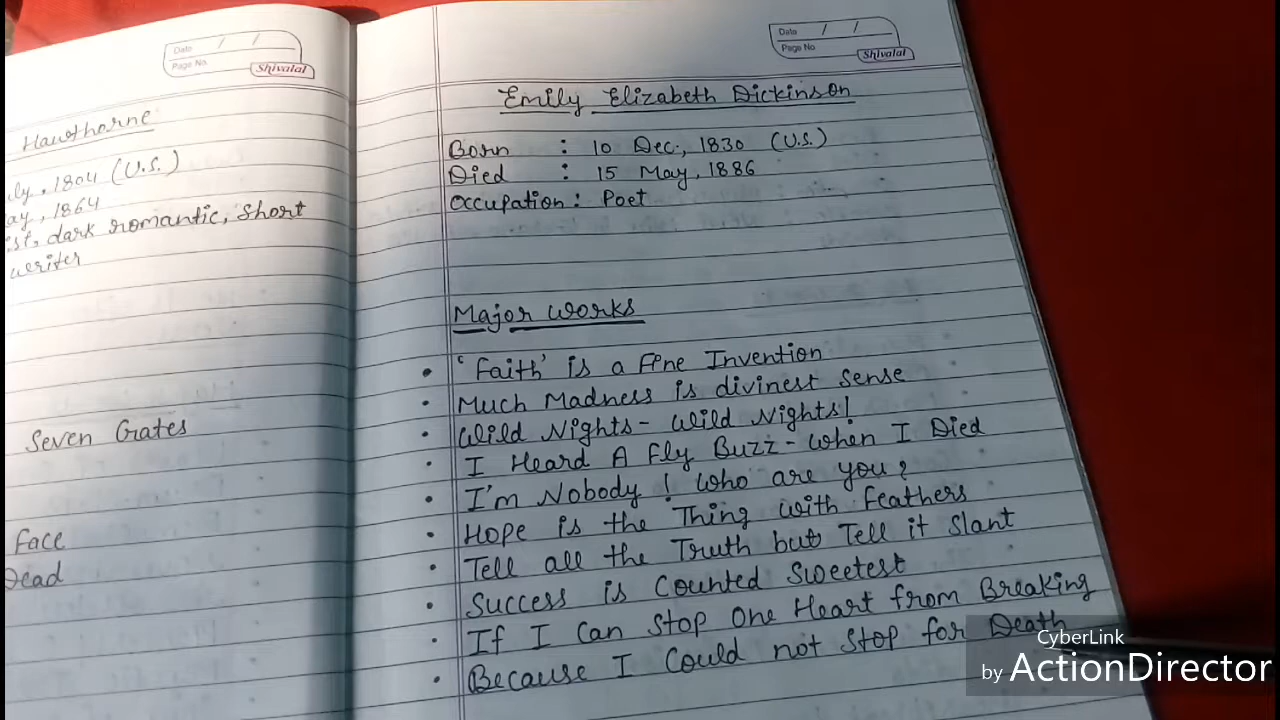 Date / /
Page No.
Shivalal
Hawthorne
1804 (U.S.)
1864
dark romantic, short
writer
Seven Grates
Face
Dead
Date / /
Page No.
Shivalal
Emily Elizabeth Dickinson
Born : 10 Dec., 1830 (U.S.)
Died : 15 May, 1886
Occupation : Poet
Major works
• 'Faith' is a Fine Invention
• Much Madness is divinest sense
• Wild Nights - Wild Nights!
• I Heard A Fly Buzz - When I Died
• I'm Nobody! Who are you?
• Hope is the Thing with Feathers
• Tell all the Truth but Tell it Slant
• Success is Counted Sweetest
• If I Can Stop One Heart from Breaking
• Because I Could not Stop for Death
CyberLink
by ActionDirector